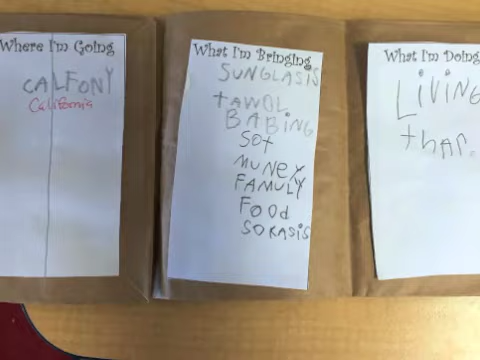 Where I'm Going
CALFONY
California
What I'm Bringing
SUNGLASIS
tAWOL
BABING
SOt
MUNEY
FAMULY
FOOd
SORASIS
What I'm Doing
Living
thar.